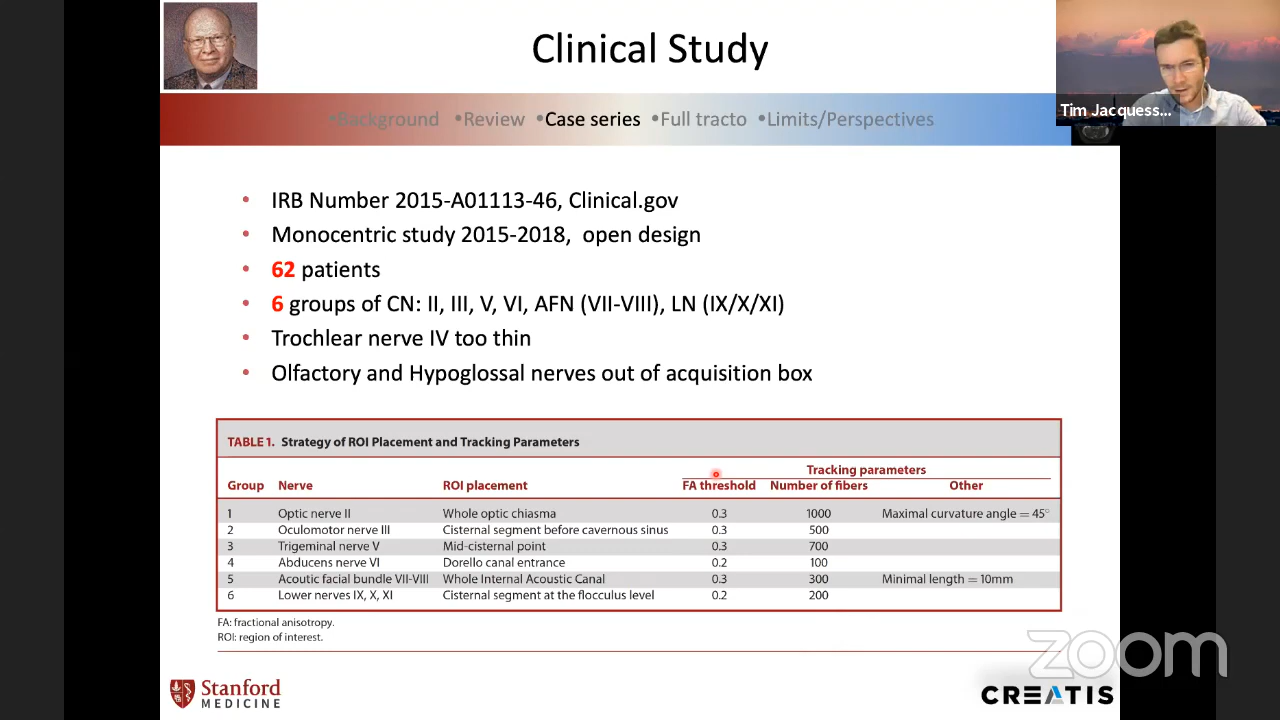 Clinical Study
Tim Jacquess...
•Background •Review •Case series •Full tracto •Limits/Perspectives
• IRB Number 2015-A01113-46, Clinical.gov
• Monocentric study 2015-2018, open design
• 62 patients
• 6 groups of CN: II, III, V, VI, AFN (VII-VIII), LN (IX/X/XI)
• Trochlear nerve IV too thin
• Olfactory and Hypoglossal nerves out of acquisition box
TABLE 1. Strategy of ROI Placement and Tracking Parameters
Tracking parameters
Group Nerve ROI placement FA threshold Number of fibers Other
1 Optic nerve II Whole optic chiasma 0.3 1000 Maximal curvature angle = 45°
2 Oculomotor nerve III Cisternal segment before cavernous sinus 0.3 500
3 Trigeminal nerve V Mid-cisternal point 0.3 700
4 Abducens nerve VI Dorello canal entrance 0.2 100
5 Acoutic facial bundle VII-VIII Whole Internal Acoustic Canal 0.3 300 Minimal length = 10mm
6 Lower nerves IX, X, XI Cisternal segment at the flocculus level 0.2 200
FA: fractional anisotropy.
ROI: region of interest.
zoom
Stanford
MEDICINE
CREATIS